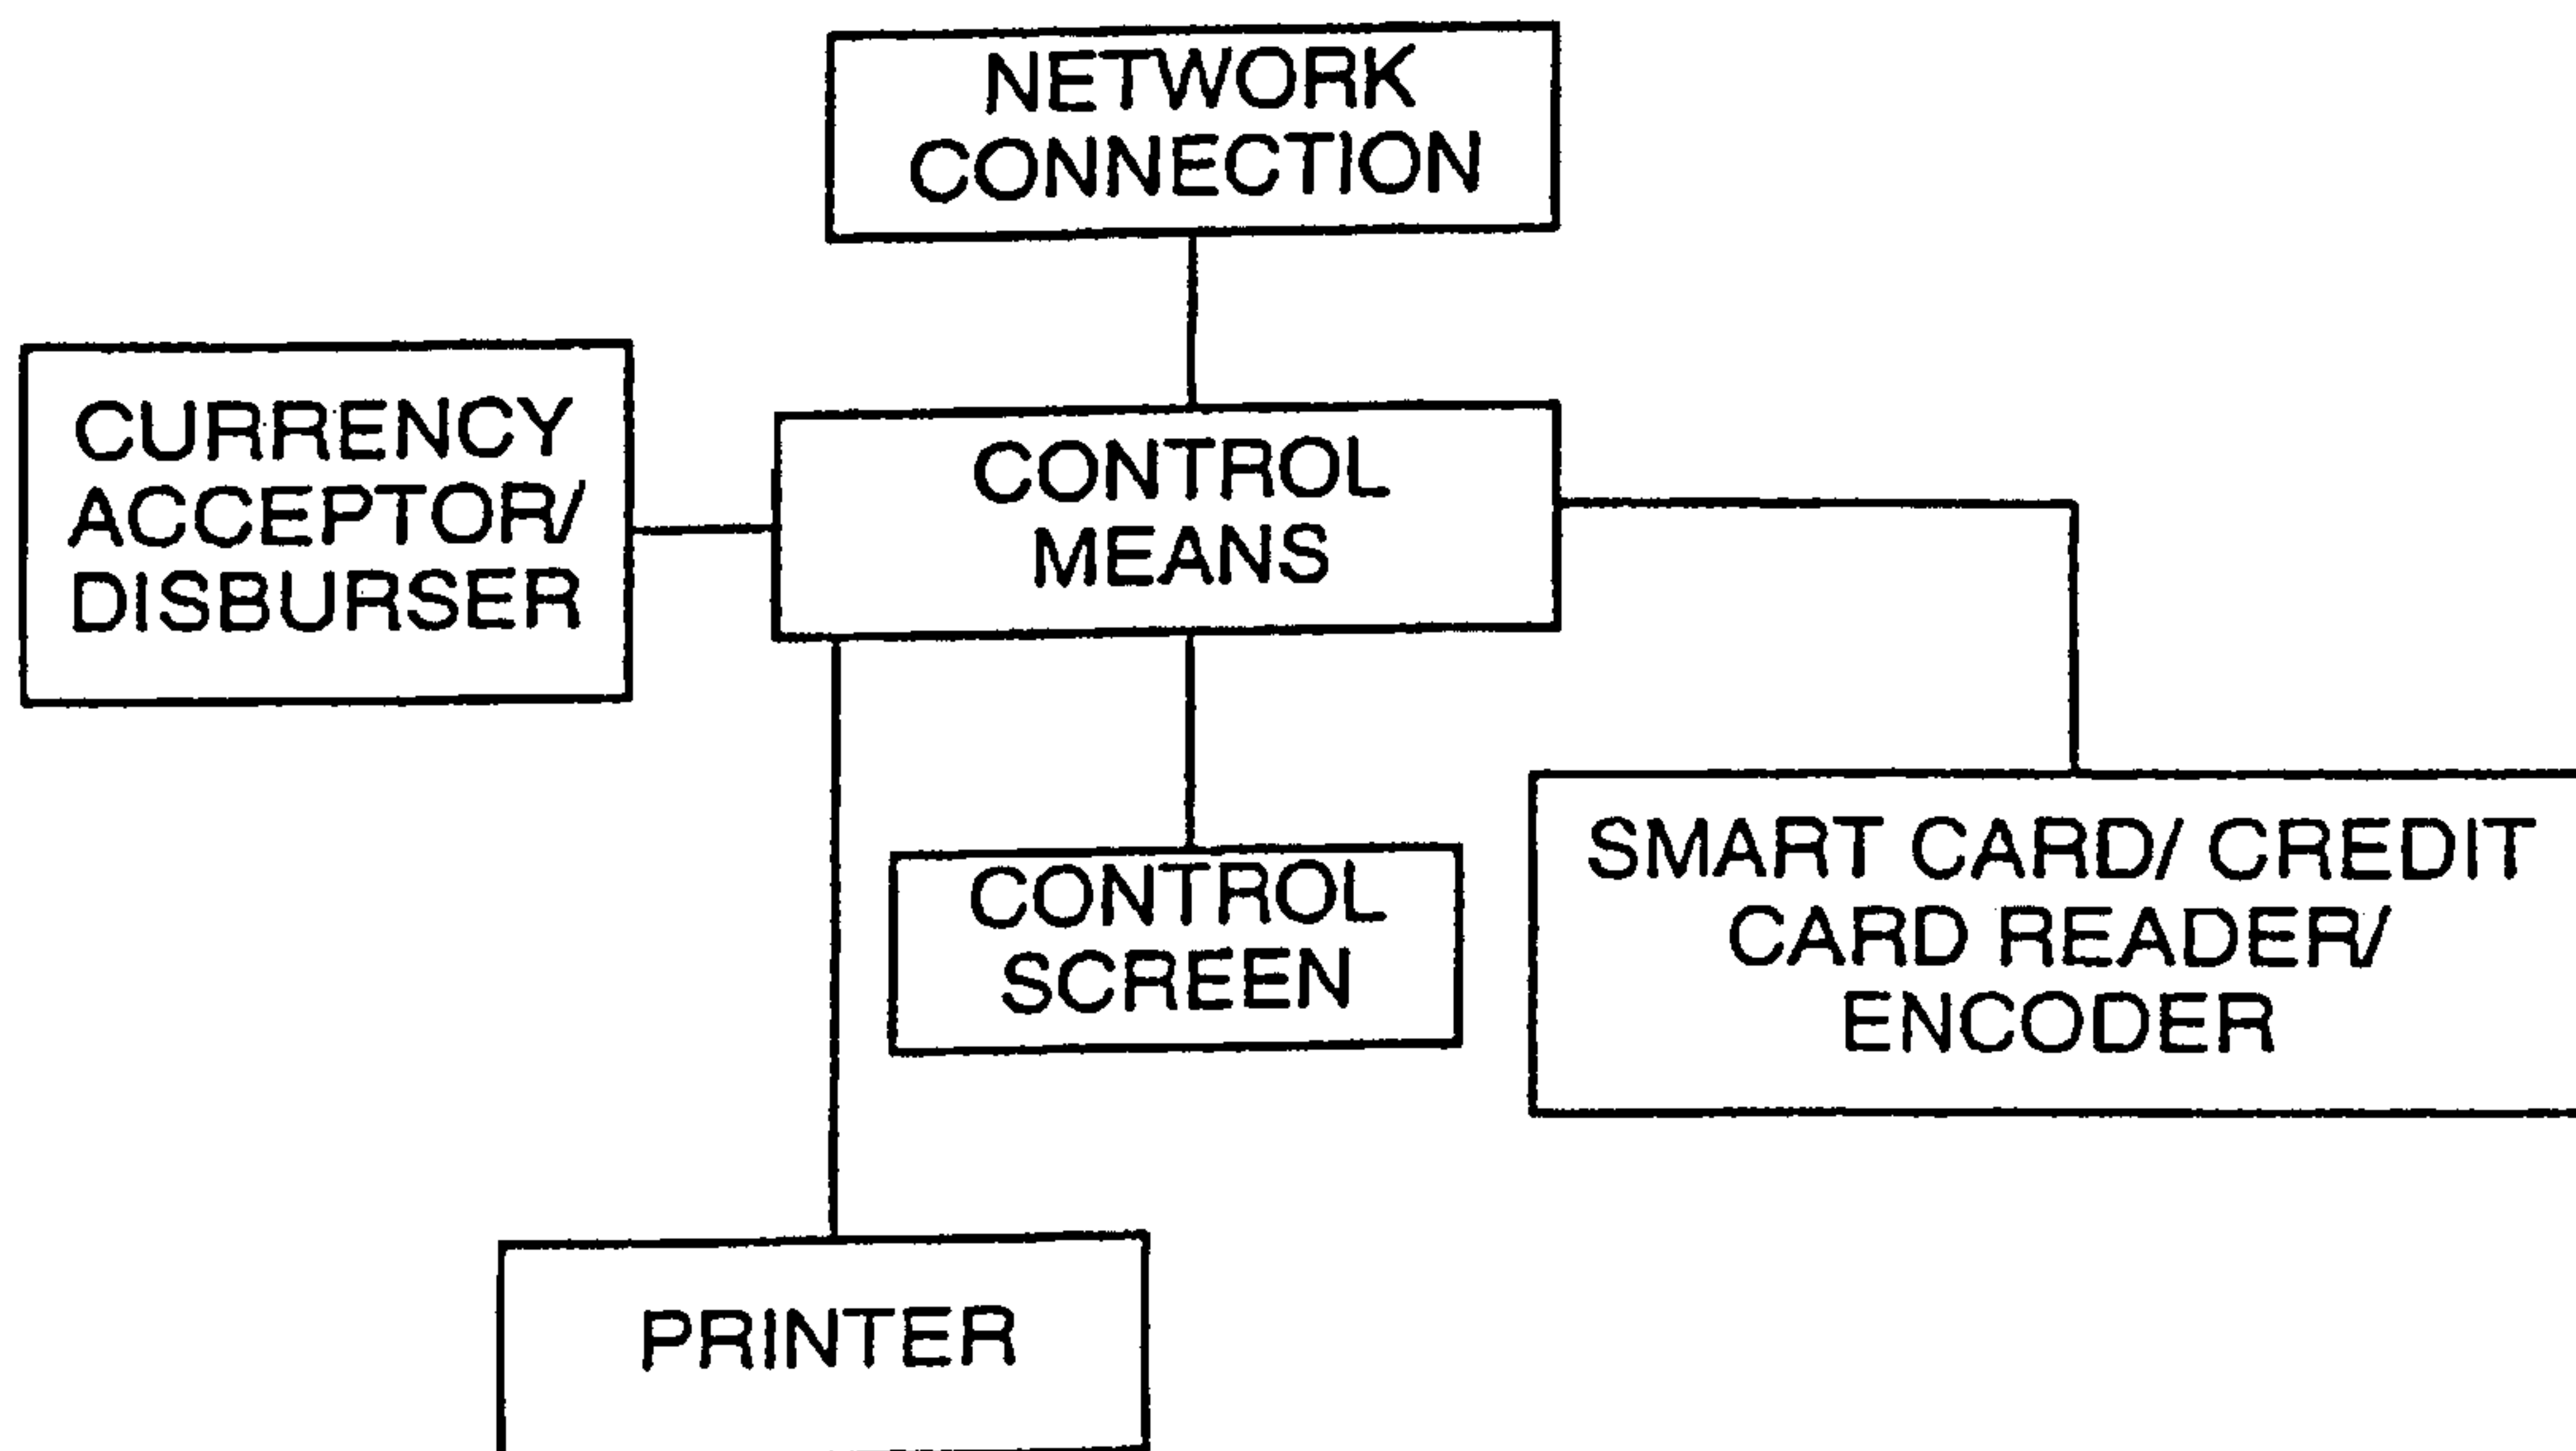 NETWORK
CONNECTION
CURRENCY
ACCEPTOR/
DISBURSER
CONTROL
MEANS
CONTROL
SCREEN
SMART CARD/ CREDIT
CARD READER/
ENCODER
PRINTER